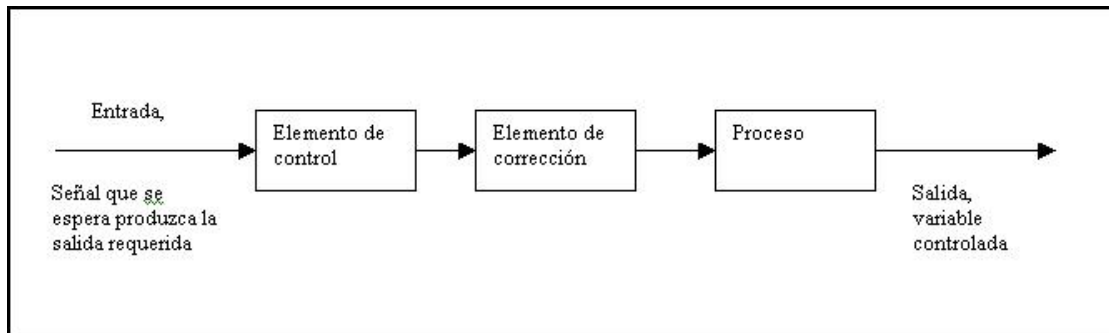 Entrada,
Señal que se
espera produzca la
salida requerida
Elemento de
control
Elemento de
corrección
Proceso
Salida,
variable
controlada